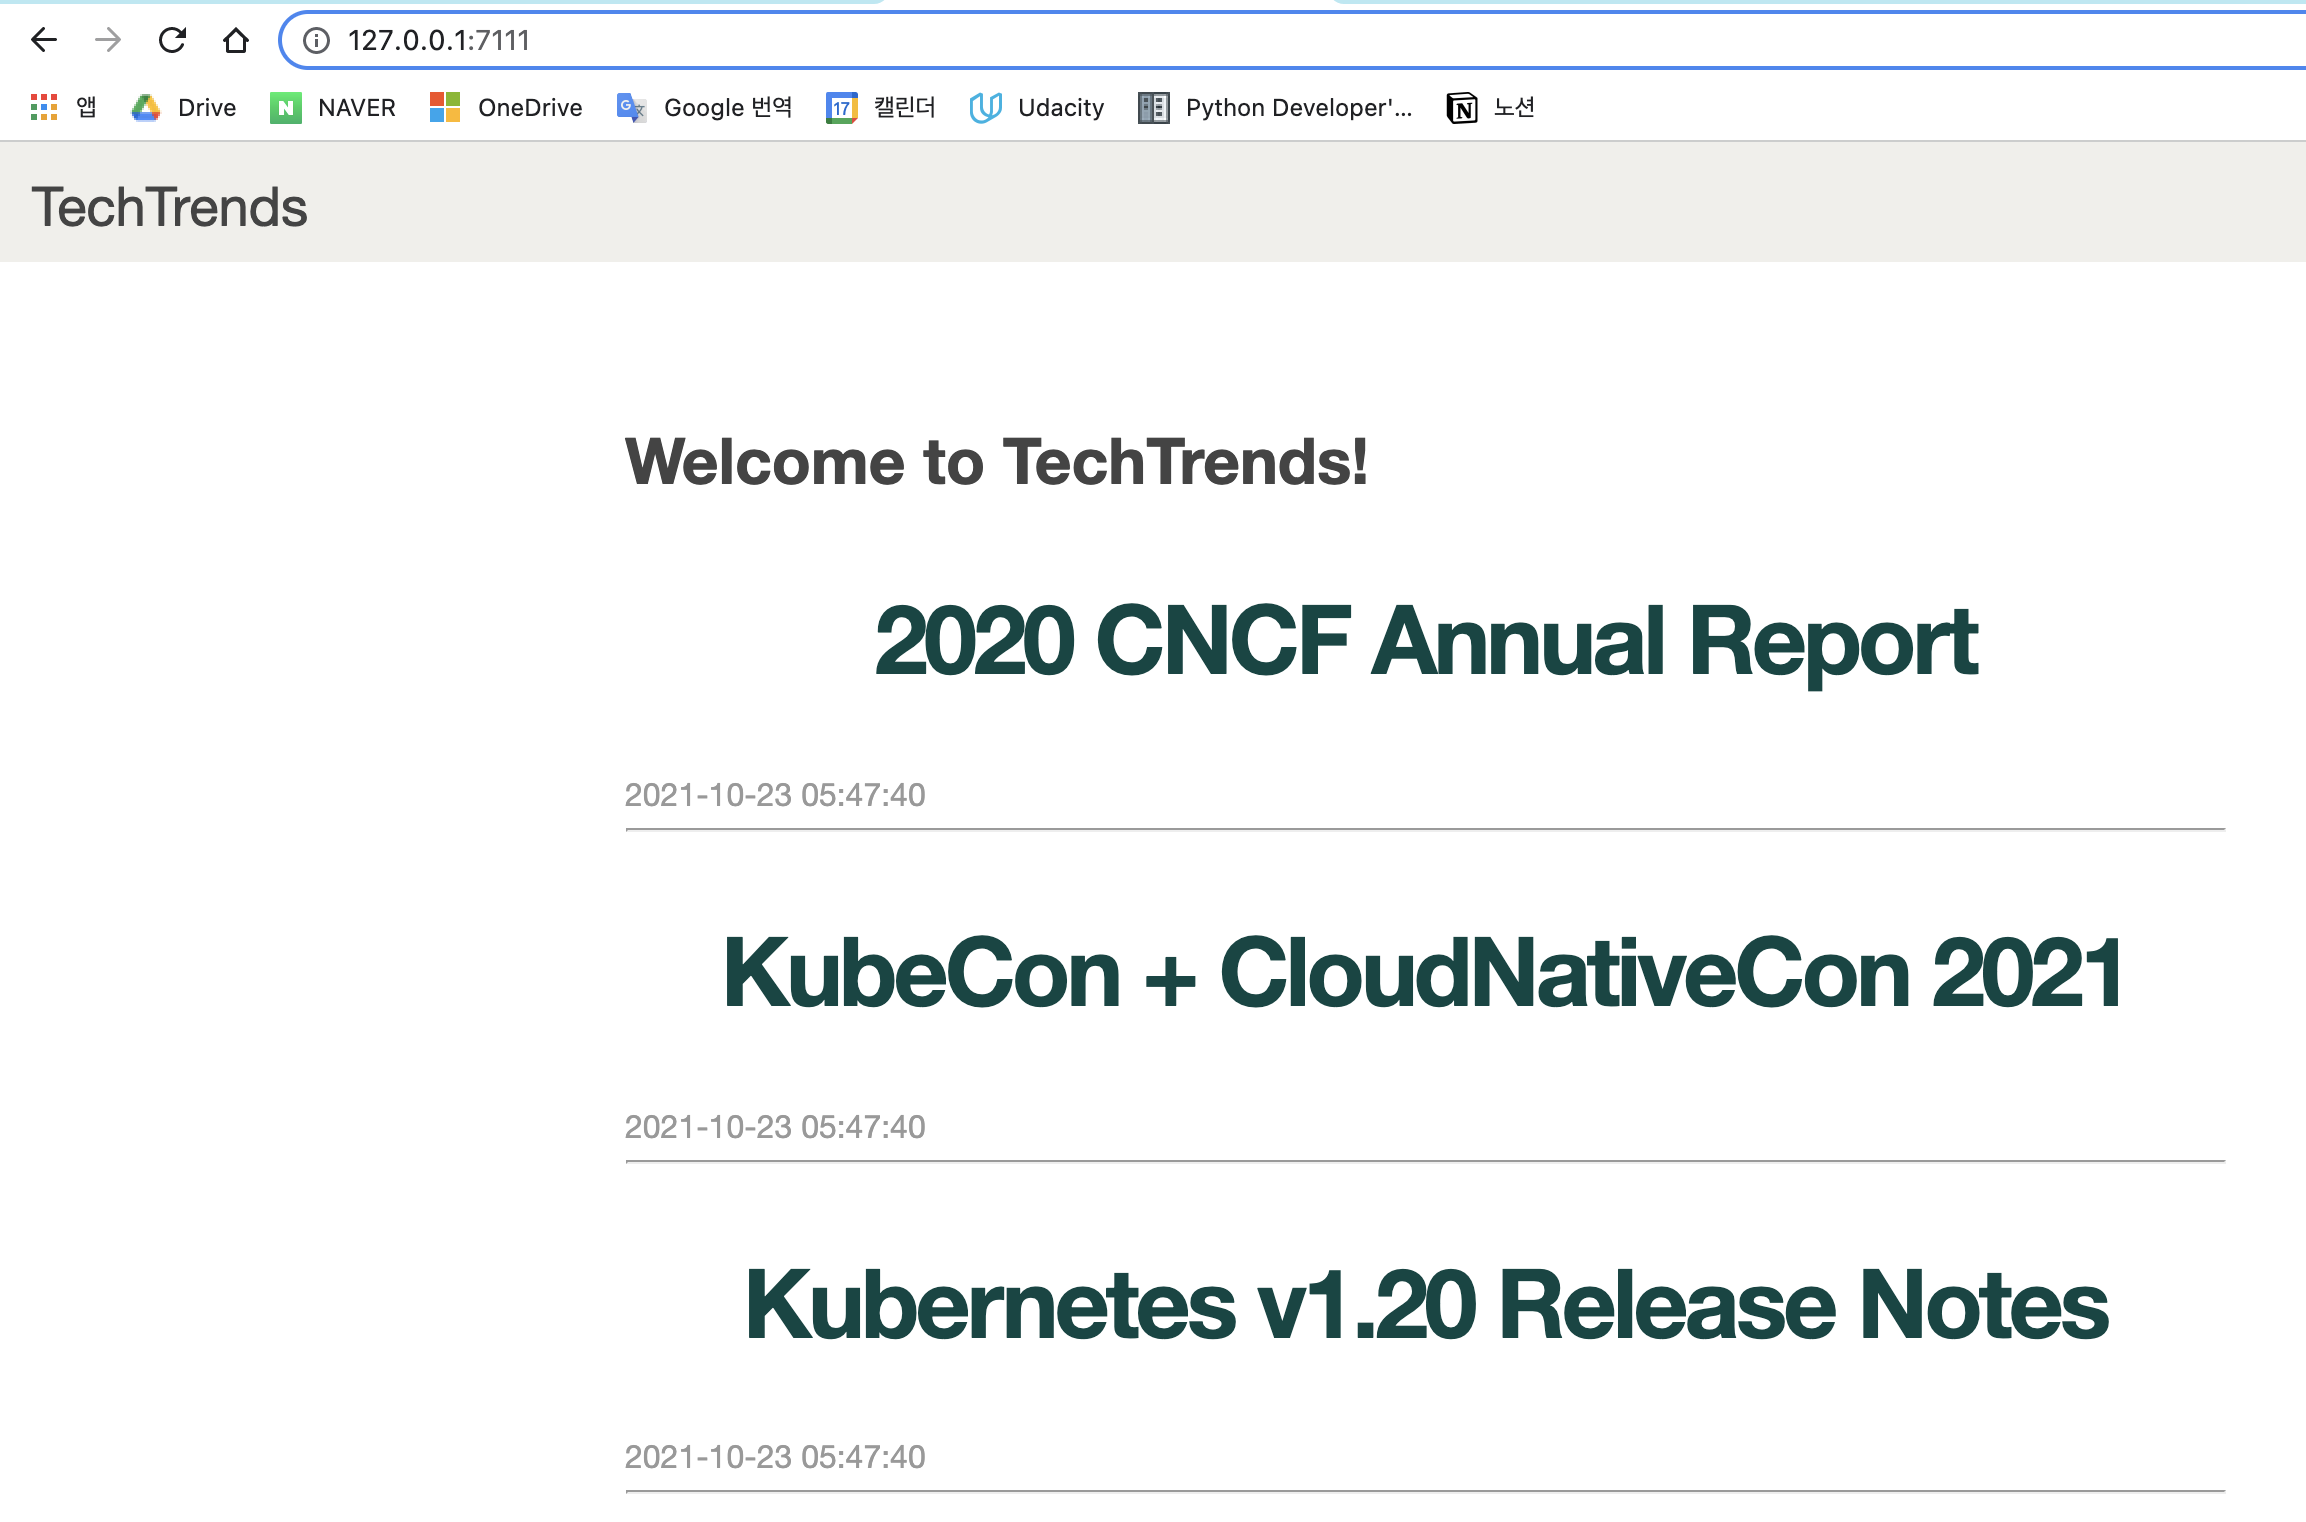 127.0.0.1:7111
앱 Drive NAVER OneDrive Google 번역 캘린더 Udacity Python Developer'... 노션
TechTrends
Welcome to TechTrends!
2020 CNCF Annual Report
2021-10-23 05:47:40
KubeCon + CloudNativeCon 2021
2021-10-23 05:47:40
Kubernetes v1.20 Release Notes
2021-10-23 05:47:40